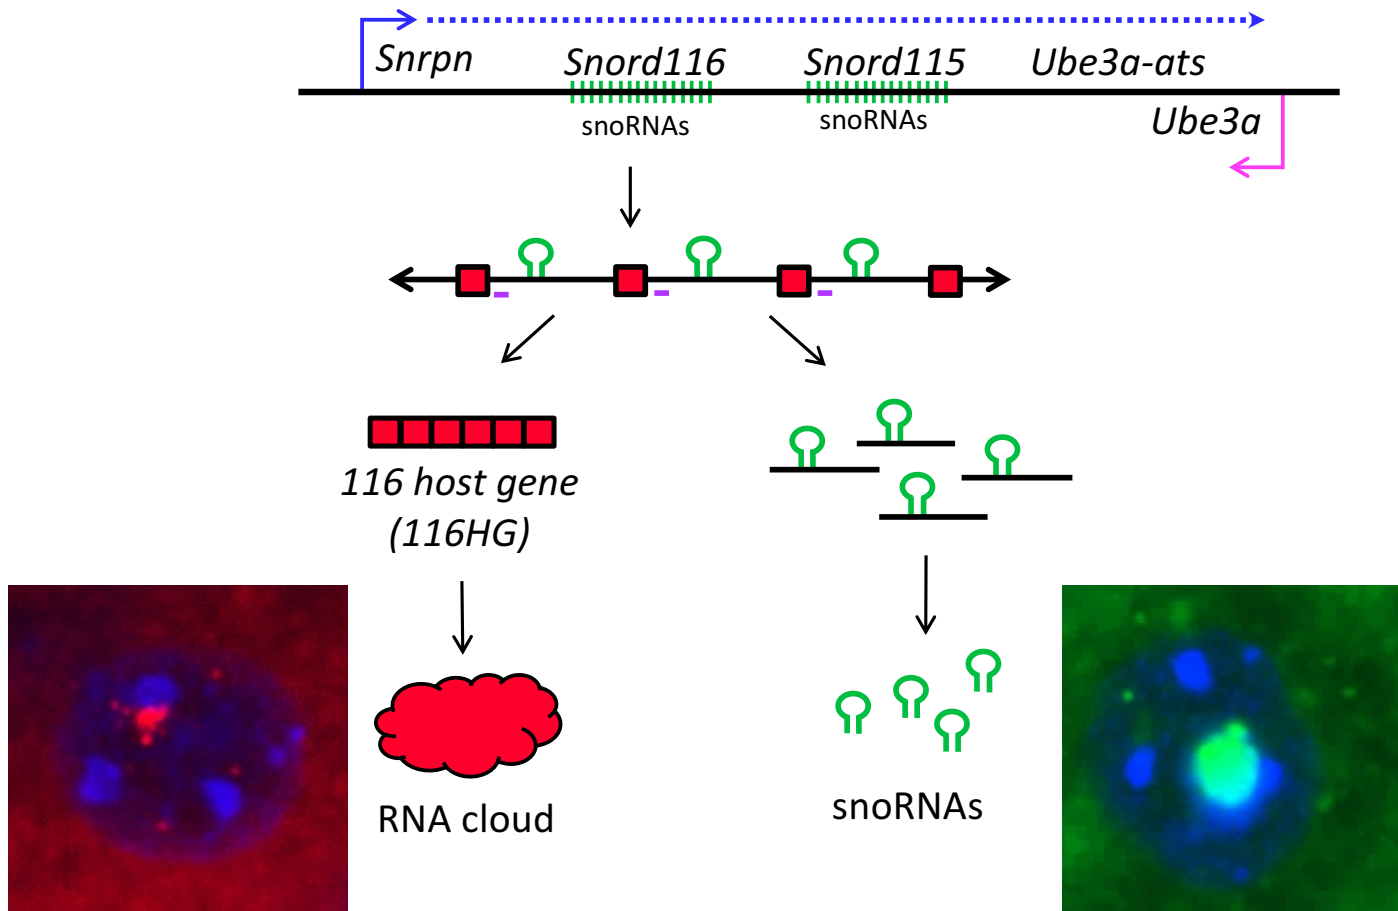 Snrpn
Snord116
Snord115
Ube3a-ats
snoRNAs
snoRNAs
Ube3a
116 host gene
(116HG)
RNA cloud
snoRNAs